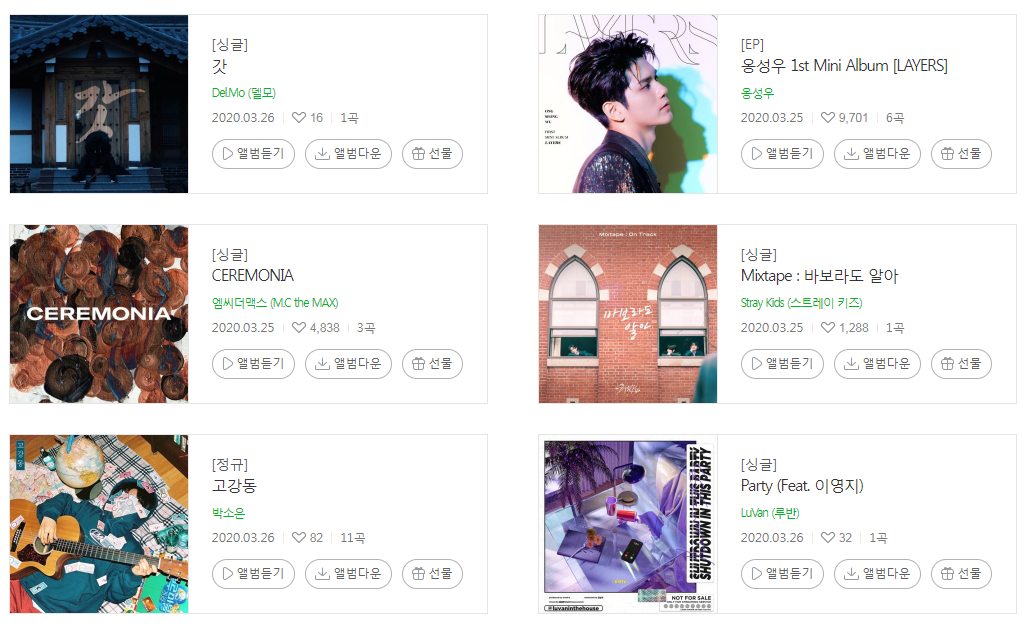 갓
[싱글]
갓
Del.Mo (델모)
2020.03.26 16 1곡
앨범듣기 앨범다운 선물
LAYERS
ONG
SEONG
WU
FIRST
MINI ALBUM
LAYERS
[EP]
옹성우 1st Mini Album [LAYERS]
옹성우
2020.03.25 9,701 6곡
앨범듣기 앨범다운 선물
CEREMONIA
[싱글]
CEREMONIA
엠씨더맥스 (M.C the MAX)
2020.03.25 4,838 3곡
앨범듣기 앨범다운 선물
Mixtape : On Track
바보라도
알아
[싱글]
Mixtape : 바보라도 알아
Stray Kids (스트레이 키즈)
2020.03.25 1,288 1곡
앨범듣기 앨범다운 선물
고강동
[정규]
고강동
박소은
2020.03.26 82 11곡
앨범듣기 앨범다운 선물
SHUTDOWN IN THIS PARTY
SHUTDOWN IN THIS PARTY
NOT FOR SALE
@luvaninthehouse
[싱글]
Party (Feat. 이영지)
LuVan (루반)
2020.03.26 32 1곡
앨범듣기 앨범다운 선물